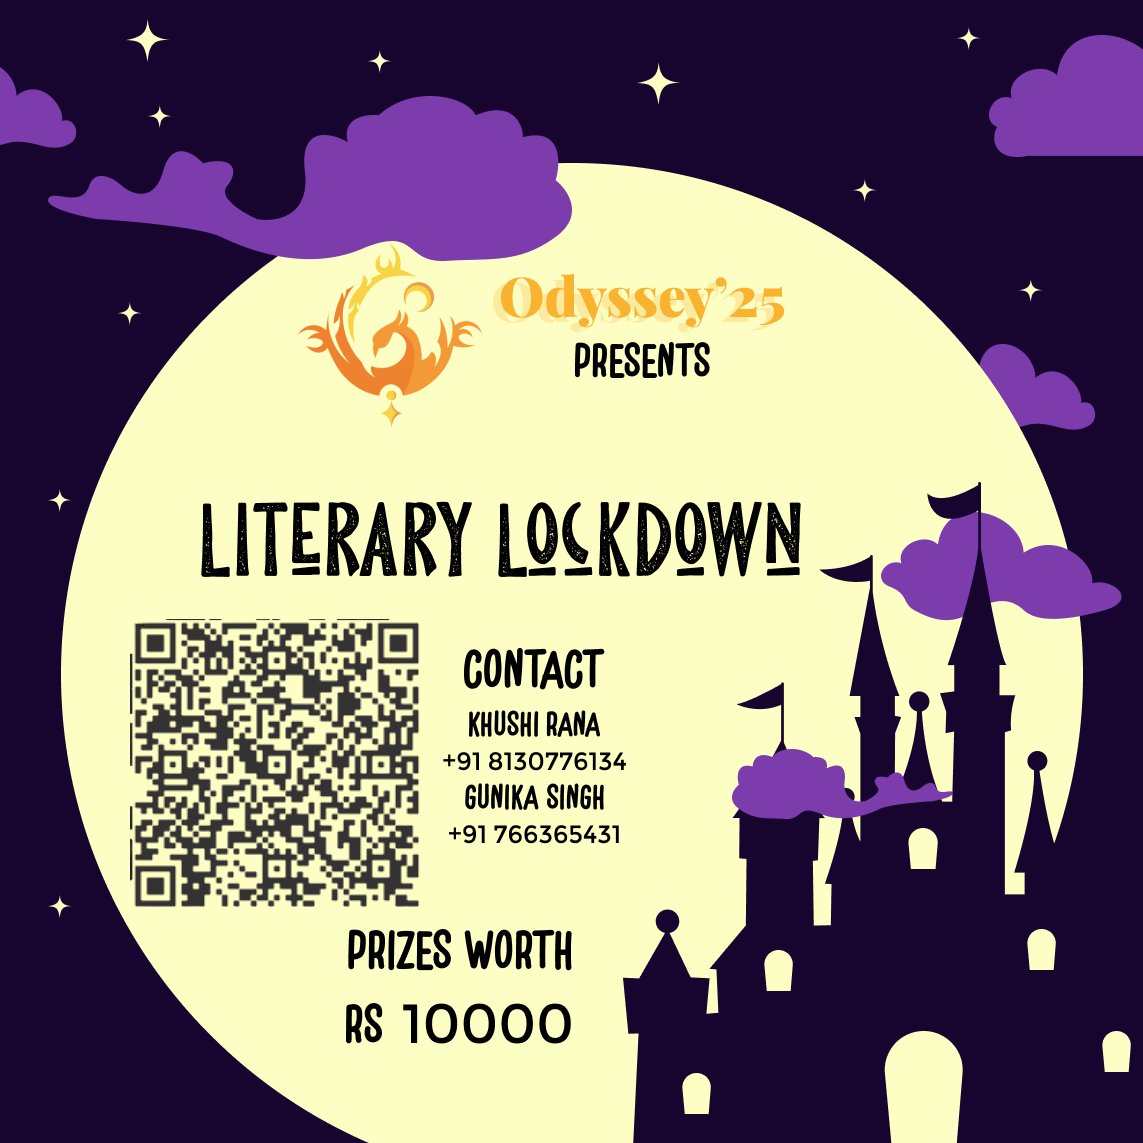 Odyssey'25
PRESENTS
LITERARY LOCKDOWN
CONTACT
KHUSHI RANA
+91 8130776134
GUNIKA SINGH
+91 766365431
PRIZES WORTH
RS 10000